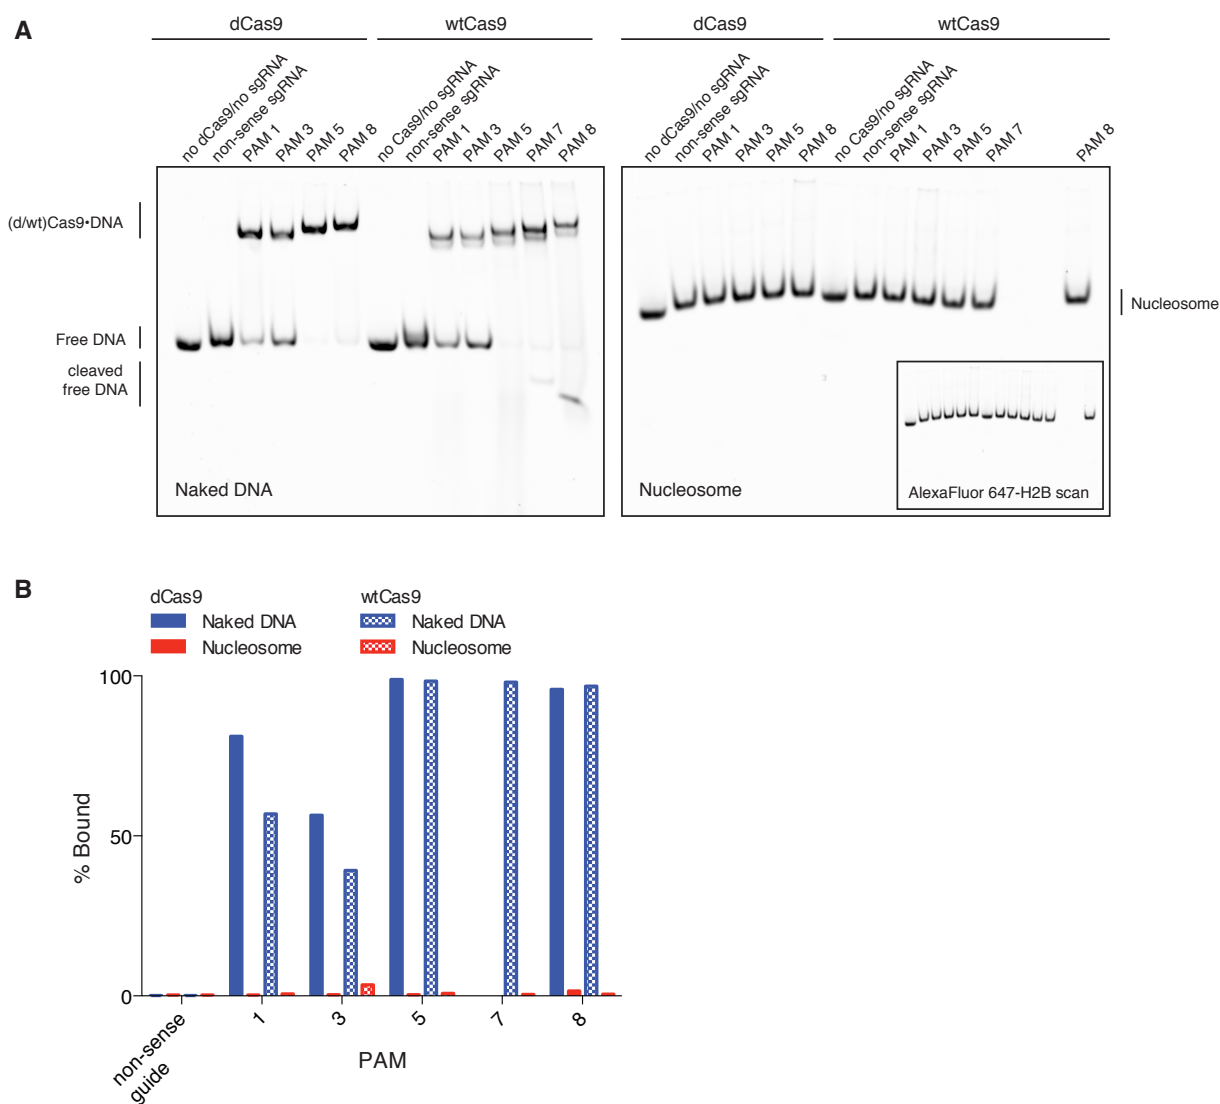 A
dCas9
wtCas9
dCas9
wtCas9
no dCas9/no sgRNA
non-sense sgRNA
PAM 1
PAM 3
PAM 5
PAM 8
no Cas9/no sgRNA
non-sense sgRNA
PAM 1
PAM 3
PAM 5
PAM 7
PAM 8
no dCas9/no sgRNA
non-sense sgRNA
PAM 1
PAM 3
PAM 5
PAM 8
no Cas9/no sgRNA
non-sense sgRNA
PAM 1
PAM 3
PAM 5
PAM 7
PAM 8
(d/wt)Cas9•DNA
Free DNA
cleaved
free DNA
Nucleosome
Naked DNA
Nucleosome
AlexaFluor 647-H2B scan
B
dCas9
wtCas9
Naked DNA
Naked DNA
Nucleosome
Nucleosome
100
50
0
% Bound
non-sense
guide
1
3
5
7
8
PAM